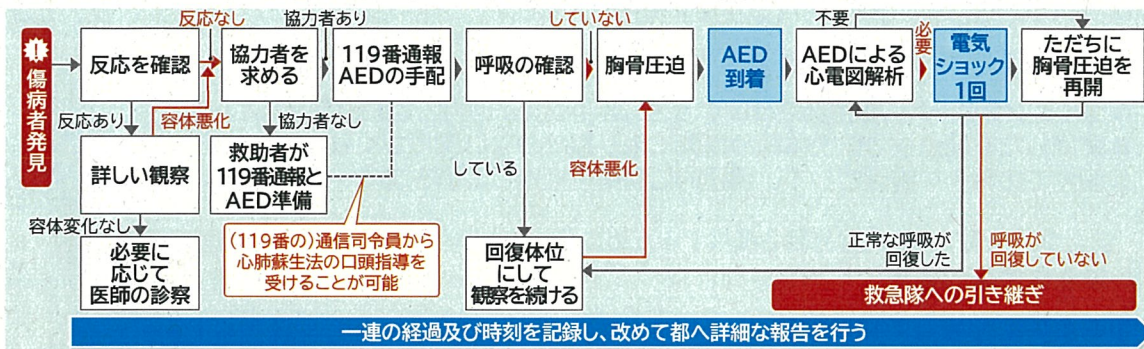 !
傷病者発見
反応を確認
反応なし
反応あり
容体悪化
詳しい観察
容体変化なし
必要に
応じて
医師の診察
協力者を
求める
協力者あり
協力者なし
救助者が
119番通報と
AED準備
119番通報
AEDの手配
(119番の)通信司令員から
心肺蘇生法の口頭指導を
受けることが可能
呼吸の確認
していない
している
胸骨圧迫
容体悪化
回復体位
にして
観察を続ける
AED
到着
AEDによる
心電図解析
不要
必要
電気
ショック
1回
ただちに
胸骨圧迫を
再開
正常な呼吸が
回復した
呼吸が
回復していない
救急隊への引き継ぎ
一連の経過及び時刻を記録し、改めて都へ詳細な報告を行う